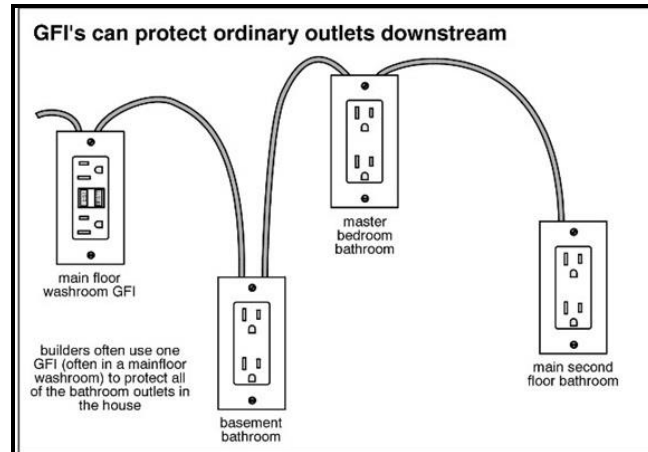 GFI's can protect ordinary outlets downstream
main floor
washroom GFI
master
bedroom
bathroom
builders often use one
GFI (often in a mainfloor
washroom) to protect all
of the bathroom outlets in
the house
basement
bathroom
main second
floor bathroom